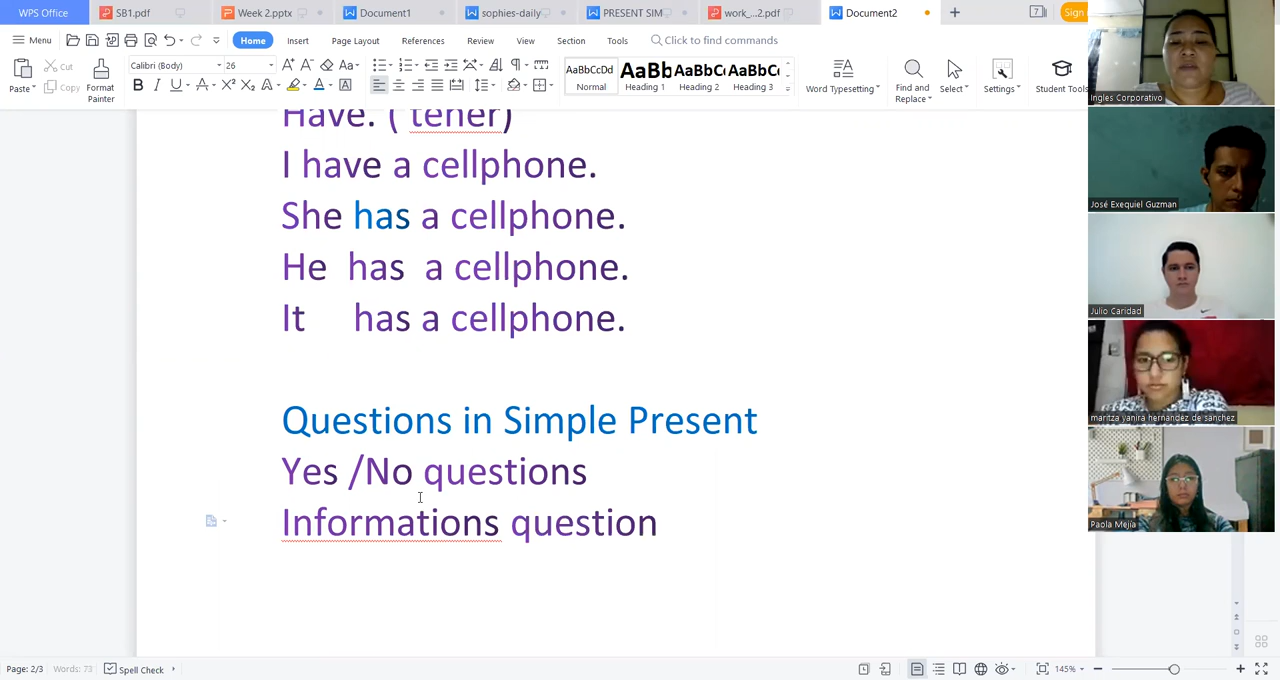 WPS Office
SB1.pdf
Week 2.pptx
Document1
sophies-daily
PRESENT SIM
work_...2.pdf
Document2
Sign
Ingles Corporativo
Menu
Home
Insert
Page Layout
References
Review
View
Section
Tools
Click to find commands
Paste
Cut
Copy
Format Painter
Calibri (Body)
26
AaBbCcDd
Normal
AaBb
Heading 1
AaBbC
Heading 2
AaBbC
Heading 3
Word Typesetting
Find and Replace
Select
Settings
Student Tools
Have. ( tener)
I have a cellphone.
She has a cellphone.
He has a cellphone.
It has a cellphone.
Questions in Simple Present
Yes /No questions
Informations question
José Exequiel Guzman
Julio Caridad
maritza yanira hernandez de sanchez
Paola Mejia
Page: 2/3
Words: 73
Spell Check
145%